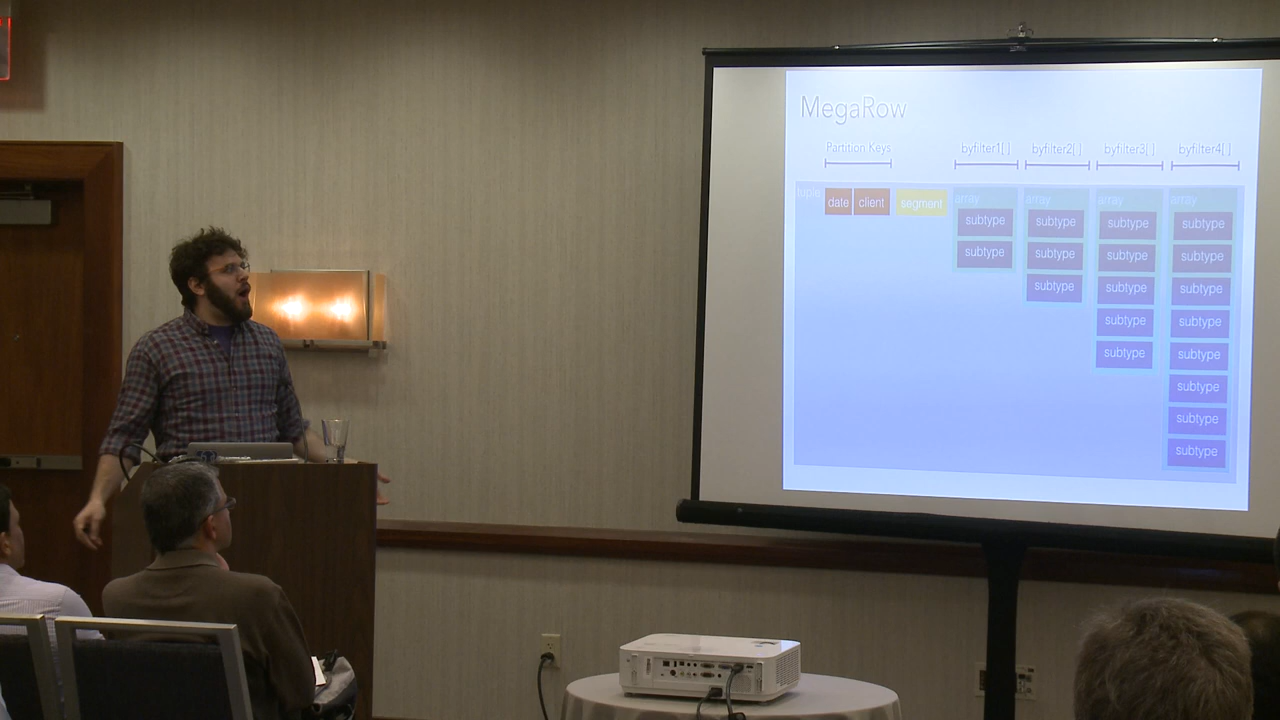 MegaRow
Partition Keys byfilter1[ ] byfilter2[ ] byfilter3[ ] byfilter4[ ]
tuple date client segment array array array array
subtype subtype subtype subtype
subtype subtype subtype subtype
subtype subtype subtype
subtype subtype
subtype subtype
subtype
subtype
subtype